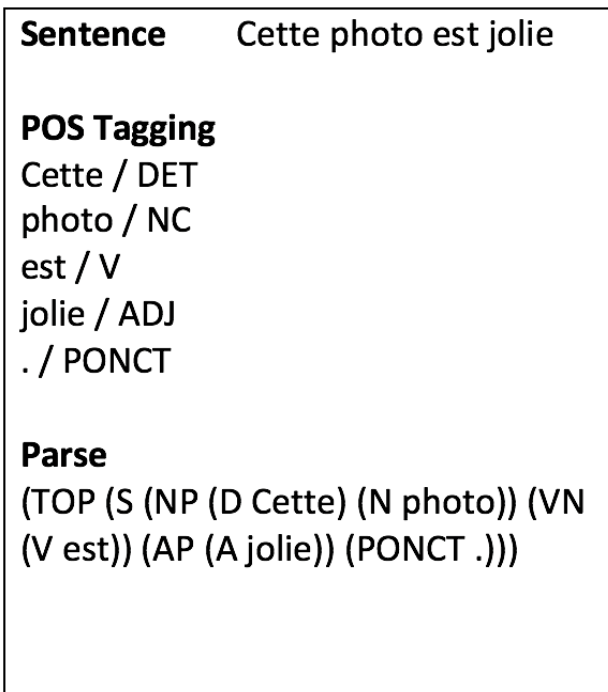 Sentence Cette photo est jolie
POS Tagging
Cette / DET
photo / NC
est / V
jolie / ADJ
. / PONCT
Parse
(TOP (S (NP (D Cette) (N photo)) (VN
(V est)) (AP (A jolie)) (PONCT .)))